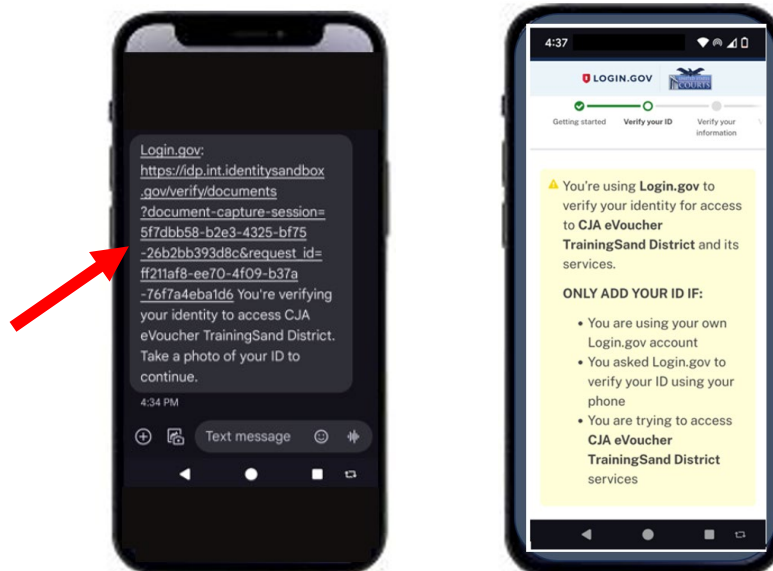 Login.gov:
https://idp.int.identitysandbox
.gov/verify/documents
?document-capture-session=
5f7dbb58-b2e3-4325-bf75
-26b2bb393d8c&request_id=
ff211af8-ee70-4f09-b37a
-76f7a4eba1d6 You're verifying
your identity to access CJA
eVoucher TrainingSand District.
Take a photo of your ID to
continue.
4:34 PM
Text message
4:37
LOGIN.GOV
COURTS
Getting started Verify your ID Verify your
information
You're using Login.gov to
verify your identity for access
to CJA eVoucher
TrainingSand District and its
services.
ONLY ADD YOUR ID IF:
• You are using your own
Login.gov account
• You asked Login.gov to
verify your ID using your
phone
• You are trying to access
CJA eVoucher
TrainingSand District
services